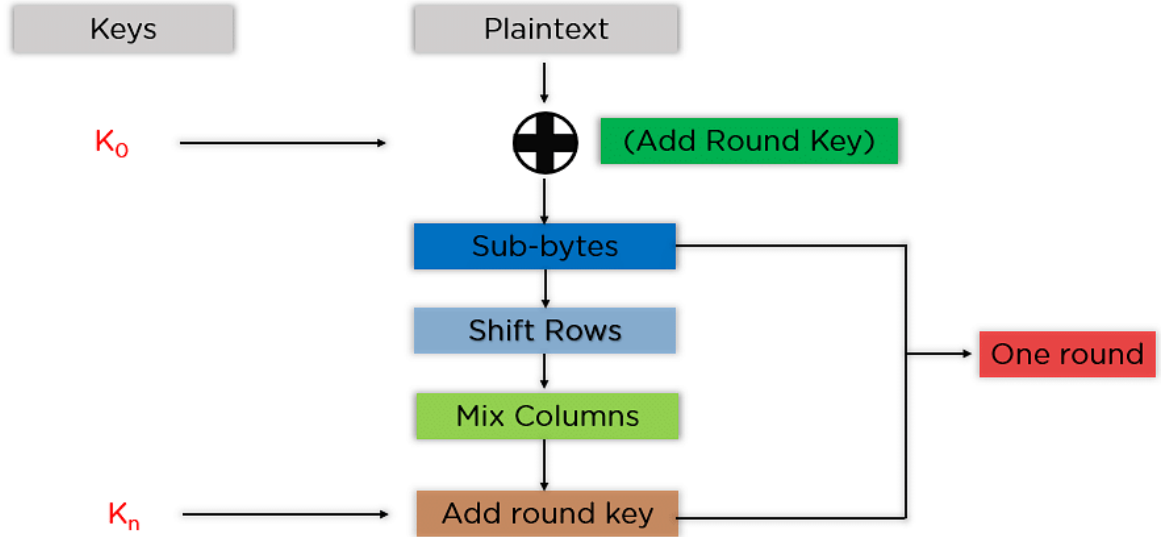 Keys
Plaintext
K₀
(Add Round Key)
Sub-bytes
Shift Rows
One round
Mix Columns
Kₙ
Add round key